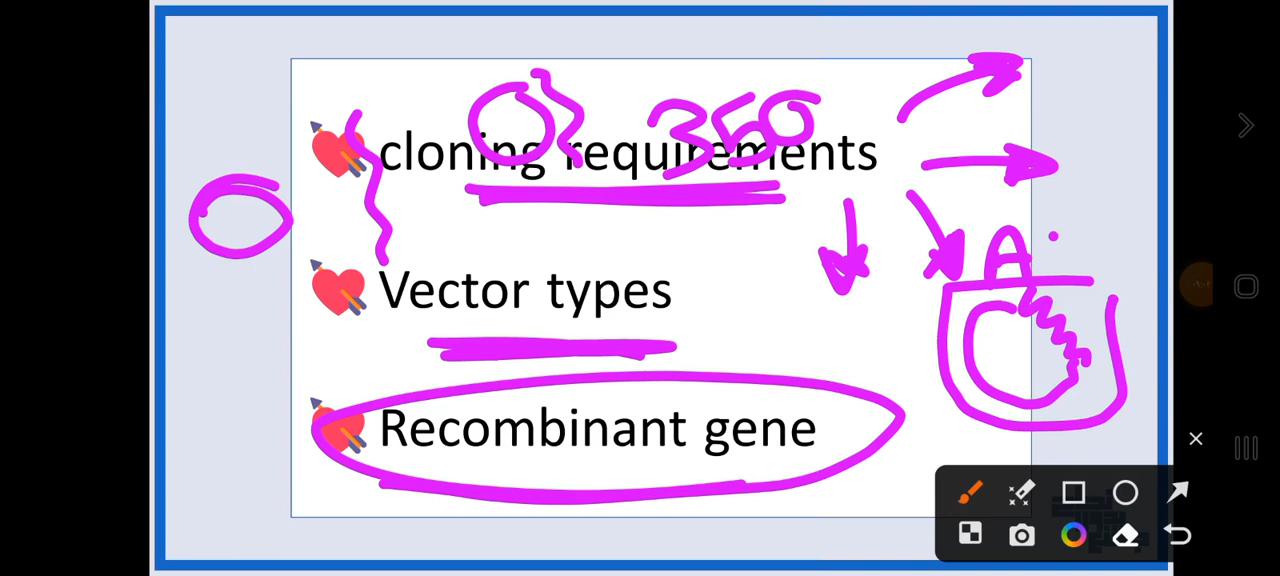 350
cloning requirements
A
Vector types
Recombinant gene